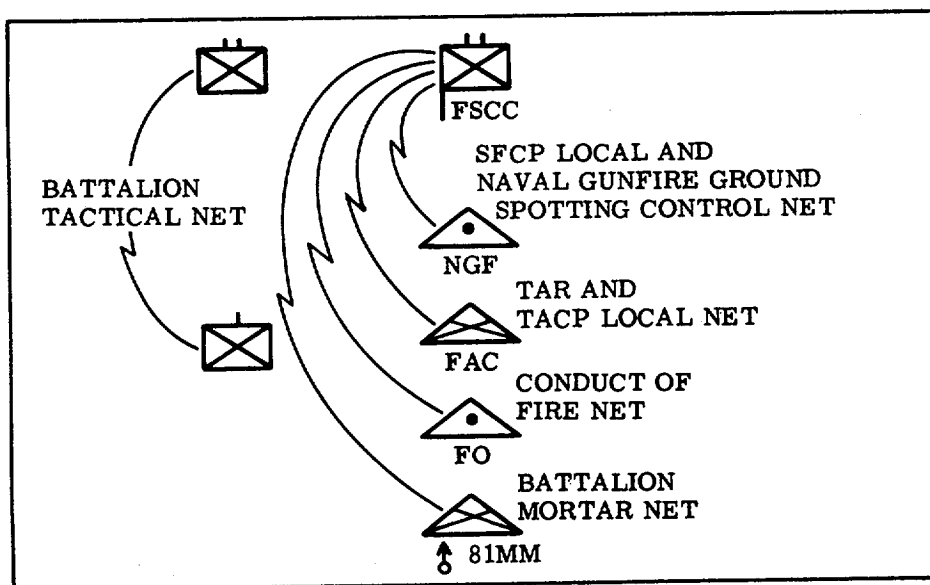 BATTALION
TACTICAL NET
FSCC
SFCP LOCAL AND
NAVAL GUNFIRE GROUND
SPOTTING CONTROL NET
NGF
TAR AND
TACP LOCAL NET
FAC
CONDUCT OF
FIRE NET
FO
BATTALION
MORTAR NET
81MM